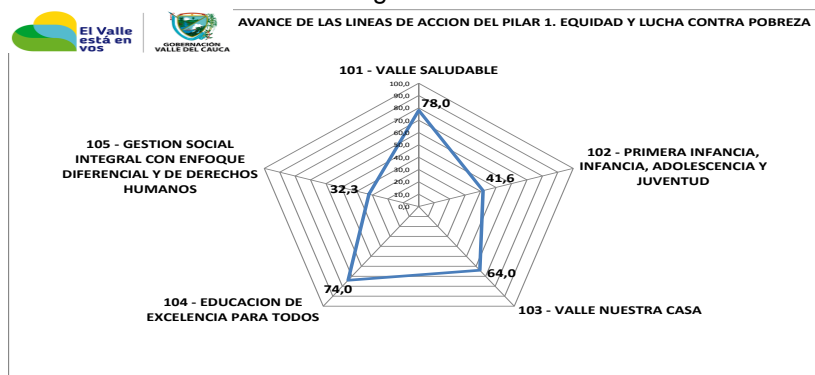 El Valle
está en
vos
GOBERNACIÓN
VALLE DEL CAUCA
AVANCE DE LAS LINEAS DE ACCION DEL PILAR 1. EQUIDAD Y LUCHA CONTRA POBREZA
101 - VALLE SALUDABLE
100,0
90,0
80,0
70,0
60,0
50,0
40,0
30,0
20,0
10,0
0,0
78,0
102 - PRIMERA INFANCIA,
INFANCIA, ADOLESCENCIA Y
JUVENTUD
41,6
105 - GESTION SOCIAL
INTEGRAL CON ENFOQUE
DIFERENCIAL Y DE DERECHOS
HUMANOS
32,3
64,0
103 - VALLE NUESTRA CASA
74,0
104 - EDUCACION DE
EXCELENCIA PARA TODOS